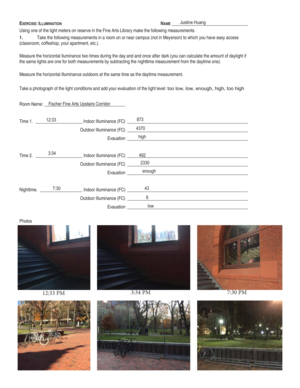 EXERCISE: ILLUMINATION NAME Justine Huang
Using one of the light meters on reserve in the Fine Arts Library make the following measurements.
1. Take the following measurements in a room on or near campus (not in Meyerson) to which you have easy access
(classroom, coffeeshop, your apartment, etc.).
Measure the horizontal illuminance two times during the day and end once after dark (you can calculate the amount of daylight if
the same lights are one for both measurements by subtracting the nighttime measurement from the daytime one).
Measure the horizontal illuminance outdoors at the same time as the daytime measurement.
Take a photograph of the light conditions and add your evaluation of the light level: too low, low, enough, high, too high
Room Name: Fischer Fine Arts Upstaire Corridor
Time 1. 12:33 Indoor Illuminance (FC) 873
Outdoor Illuminance (FC) 4370
Evauation high
Time 2. 3:34 Indoor Illuminance (FC) 462
Outdoor Illuminance (FC) 2330
Evauation enough
Nighttime. 7:30 Indoor Illuminance (FC) 43
Outdoor Illuminance (FC) 6
Evauation low
Photos
12:33 PM 3:34 PM 7:30 PM